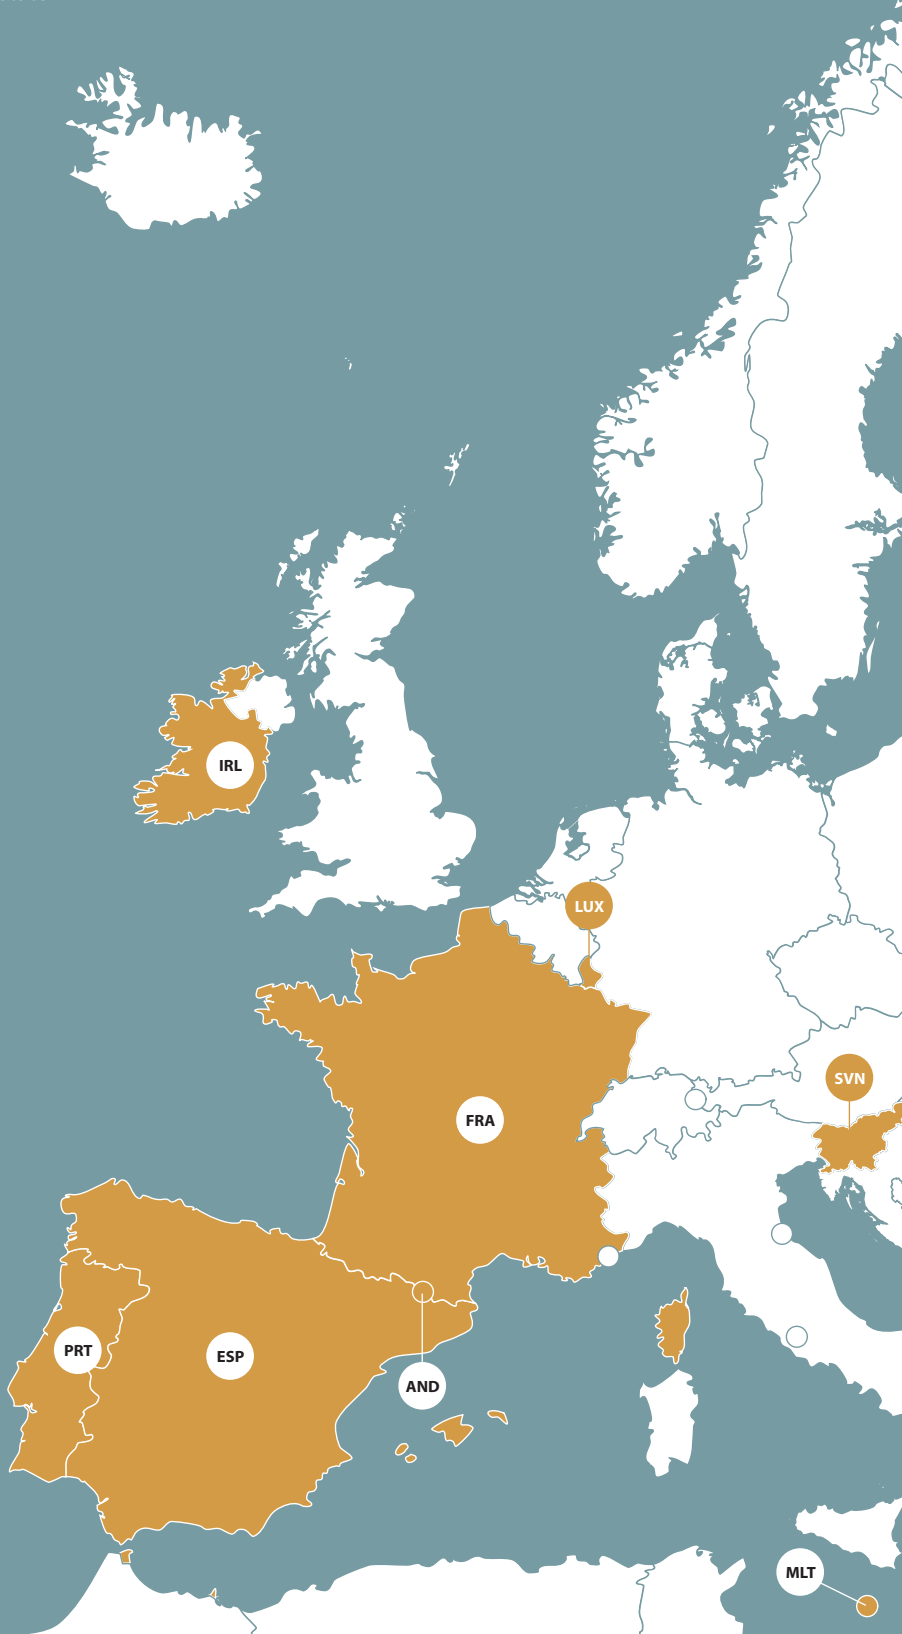 IRL
LUX
SVN
FRA
PRT
ESP
AND
MLT